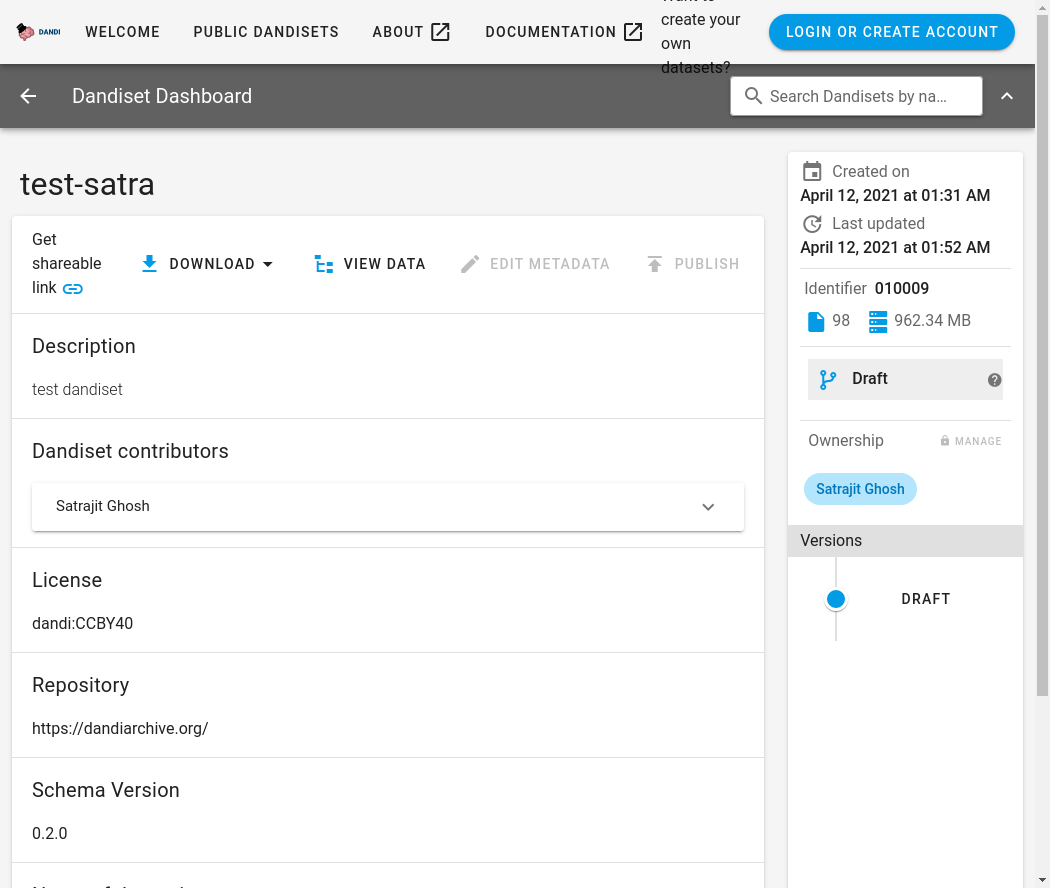 DANDI
WELCOME
PUBLIC DANDISETS
ABOUT
DOCUMENTATION
create your
own
datasets?
LOGIN OR CREATE ACCOUNT
Dandiset Dashboard
Search Dandisets by na…
test-satra
Get
shareable
link
DOWNLOAD
VIEW DATA
EDIT METADATA
PUBLISH
Description
test dandiset
Dandiset contributors
Satrajit Ghosh
License
dandi:CCBY40
Repository
https://dandiarchive.org/
Schema Version
0.2.0
Created on
April 12, 2021 at 01:31 AM
Last updated
April 12, 2021 at 01:52 AM
Identifier 010009
98
962.34 MB
Draft
Ownership
MANAGE
Satrajit Ghosh
Versions
DRAFT